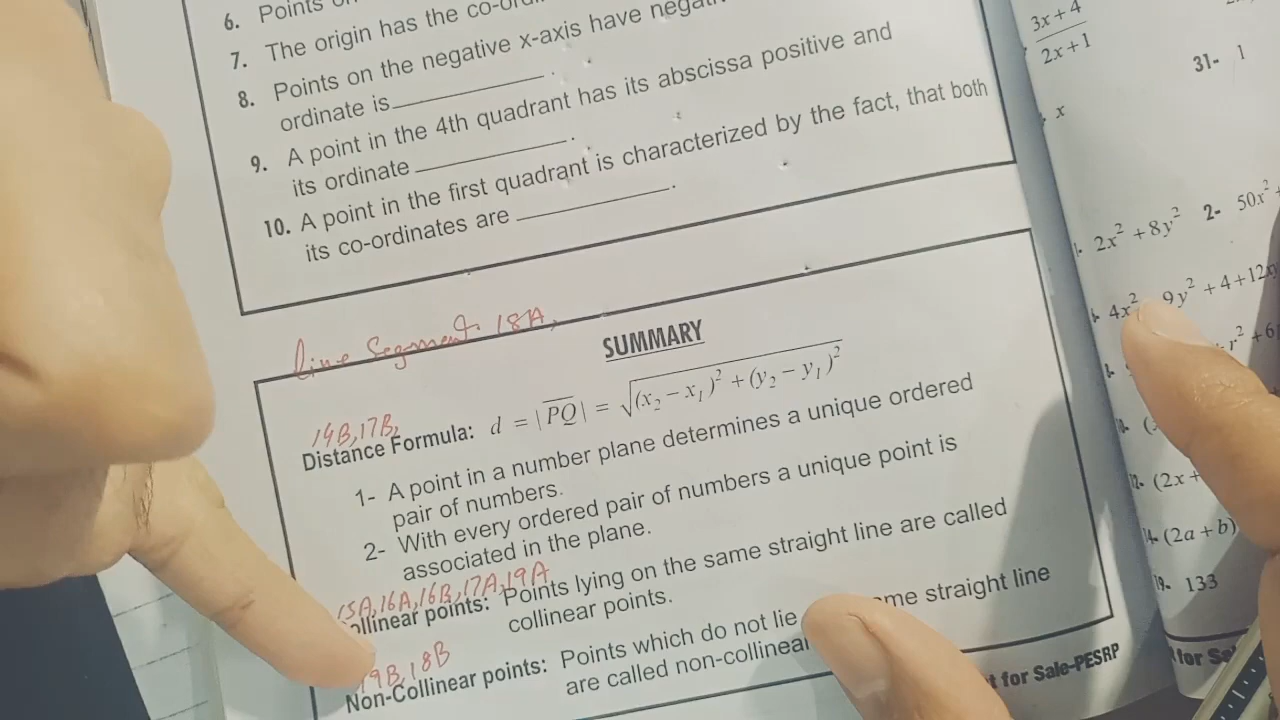 6. Points
7. The origin has the
8. Points on the negative x-axis have
ordinate is __________ .
9. A point in the 4th quadrant has its abscissa positive and
its ordinate __________ .
10. A point in the first quadrant is characterized by the fact, that both
its co-ordinates are __________ .
line Segment 18A,
SUMMARY
14B,17B,
Distance Formula: d = |PQ| = √((x₂ − x₁)² + (y₂ − y₁)²)
1- A point in a number plane determines a unique ordered
pair of numbers.
2- With every ordered pair of numbers a unique point is
associated in the plane.
15A,16A,16B,17A,19A
points: Points lying on the same straight line are called
collinear points.
19B,18B
Non-Collinear points: Points which do not lie straight line
are called non-collinear
for Sale-PESRP
3x+4
2x+1
31- 1
x
2x² +8y² 2- 50x²
4x² 9y² +4+12
(2x+
(2a+b)
133
for